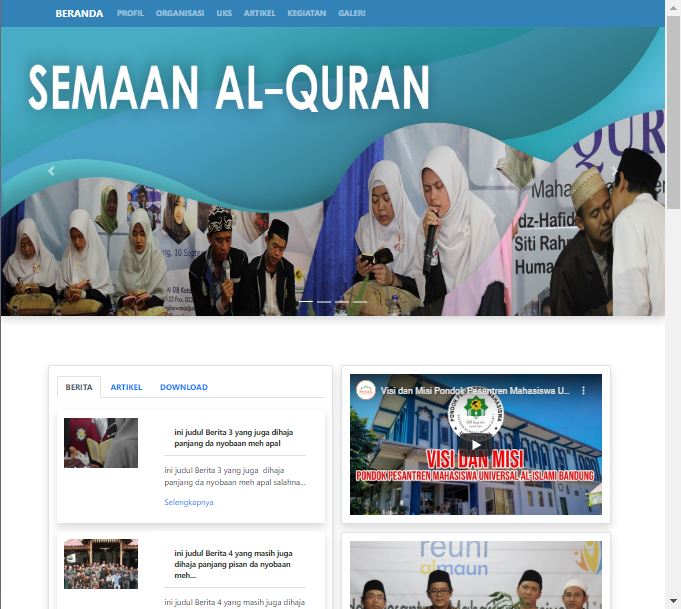 BERANDA PROFIL ORGANISASI UKS ARTIKEL KEGIATAN GALERI
SEMAAN AL-QURAN
QUR
Maha
dz-Hafid
Siti Rahm
Human
ng, 10 Septe
W 08 Kote
BERITA ARTIKEL DOWNLOAD
ini judul Berita 3 yang juga dihaja
panjang da nyobaan meh apal
ini judul Berita 3 yang juga dihaja
panjang da nyobaan meh apal salahna...
Selengkapnya
ini judul Berita 4 yang masih juga
dihaja panjang pisan da nyobaan
meh...
ini judul Berita 4 yang masih juga dihaja
Visi dan Misi Pondok Pesantren Mahasiswa U...
VISI DAN MISI
PONDOK PESANTREN MAHASISWA UNIVERSAL AL-ISLAMI BANDUNG
reuni
almaun